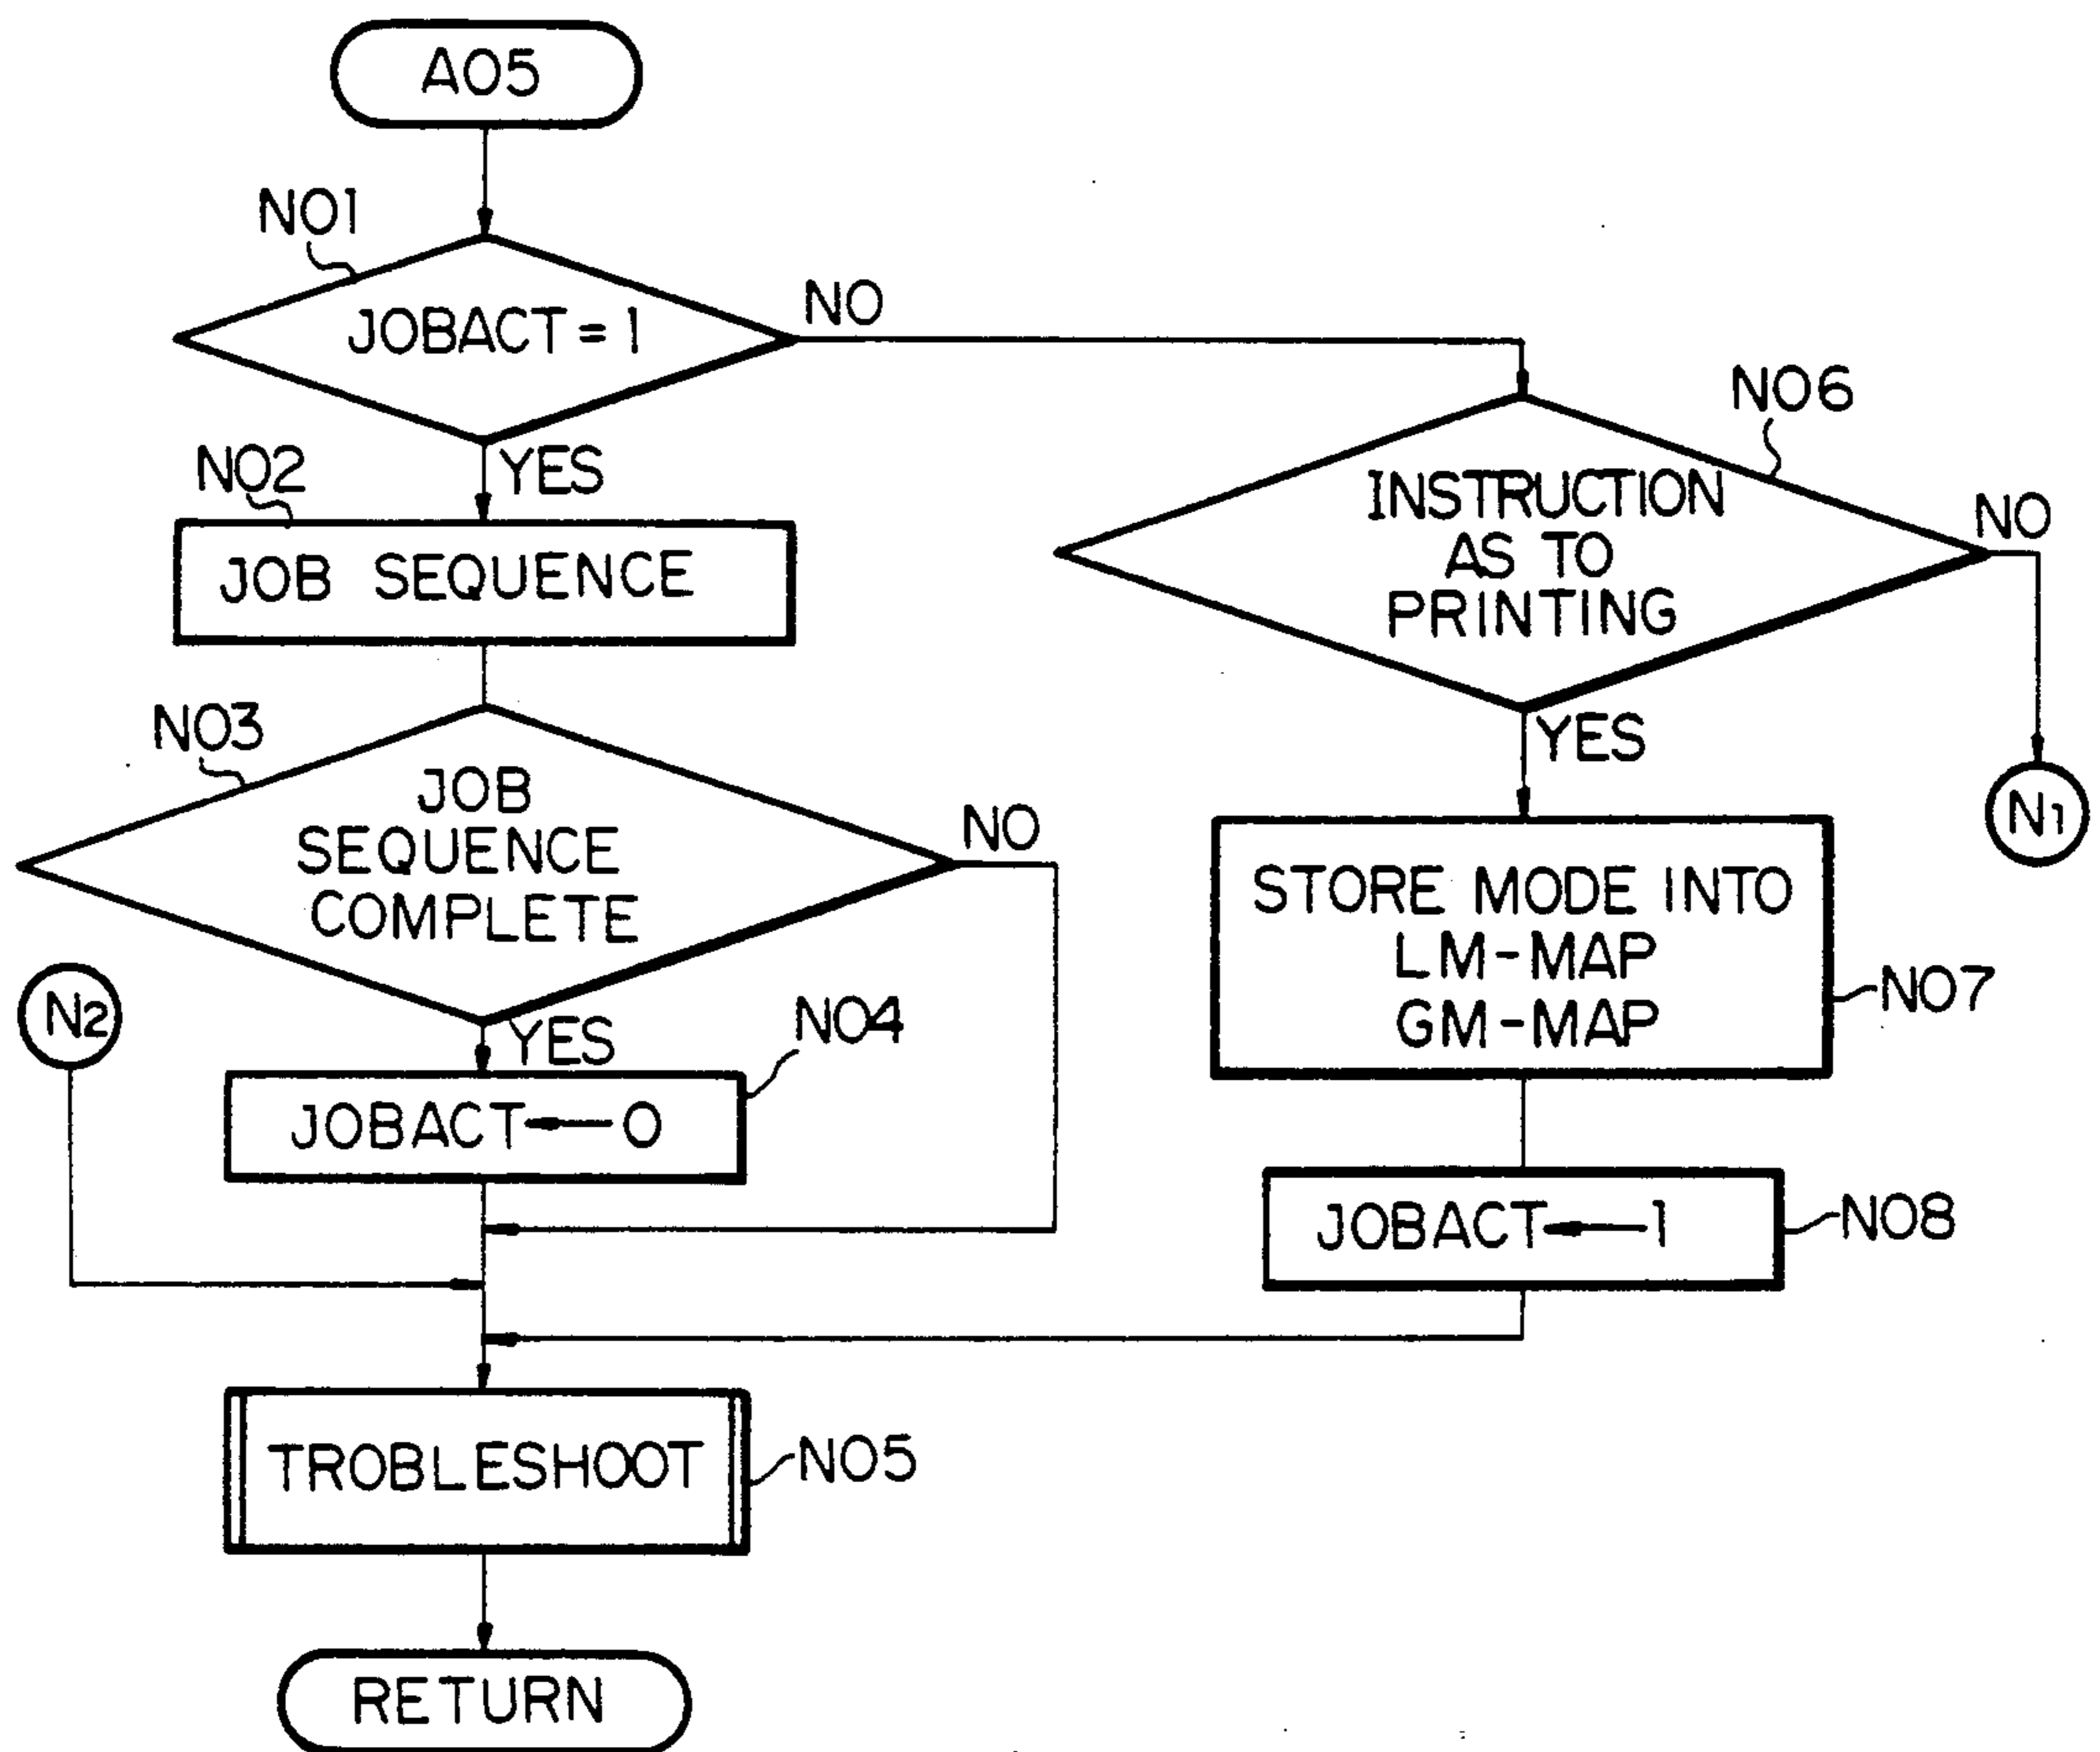 A05
N01
JOBACT=1
NO
YES
N02
JOB SEQUENCE
N03
JOB
SEQUENCE
COMPLETE
NO
YES
N2
N04
JOBACT←0
N06
INSTRUCTION
AS TO
PRINTING
NO
YES
N1
STORE MODE INTO
LM-MAP
GM-MAP
N07
JOBACT←1
N08
TROBLESHOOT
N05
RETURN